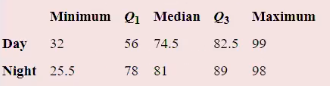 Minimum Q1 Median Q3 Maximum
Day 32 56 74.5 82.5 99
Night 25.5 78 81 89 98